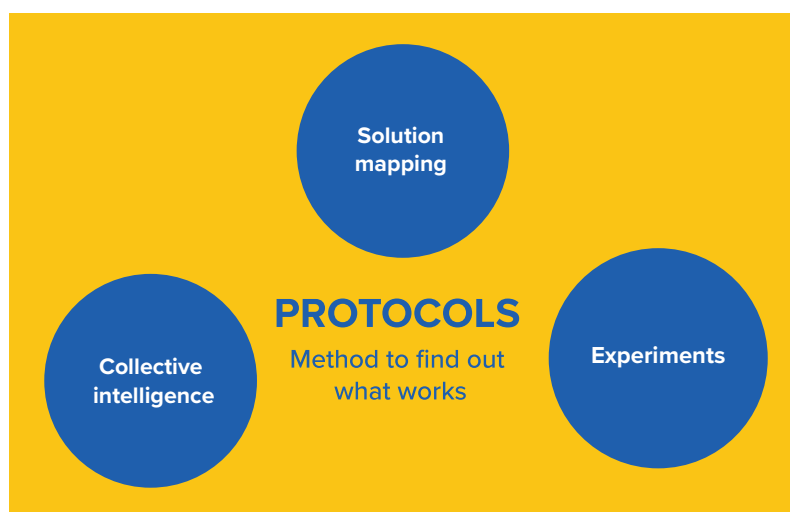 Solution
mapping
PROTOCOLS
Method to find out
what works
Collective
intelligence
Experiments